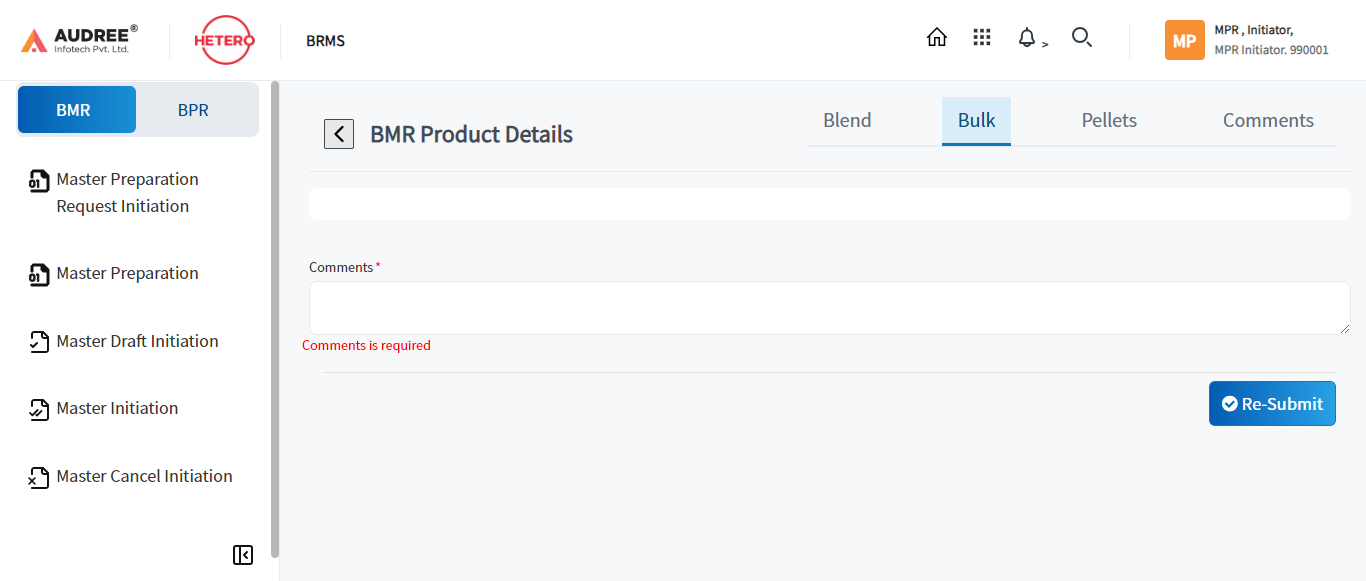 AUDREE®
Infotech Pvt. Ltd.
HETERO
BRMS
>
MP
MPR , Initiator,
MPR Initiator. 990001
BMR
BPR
Master Preparation
Request Initiation
Master Preparation
Master Draft Initiation
Master Initiation
Master Cancel Initiation
BMR Product Details
Blend
Bulk
Pellets
Comments
Comments *
Comments is required
Re-Submit